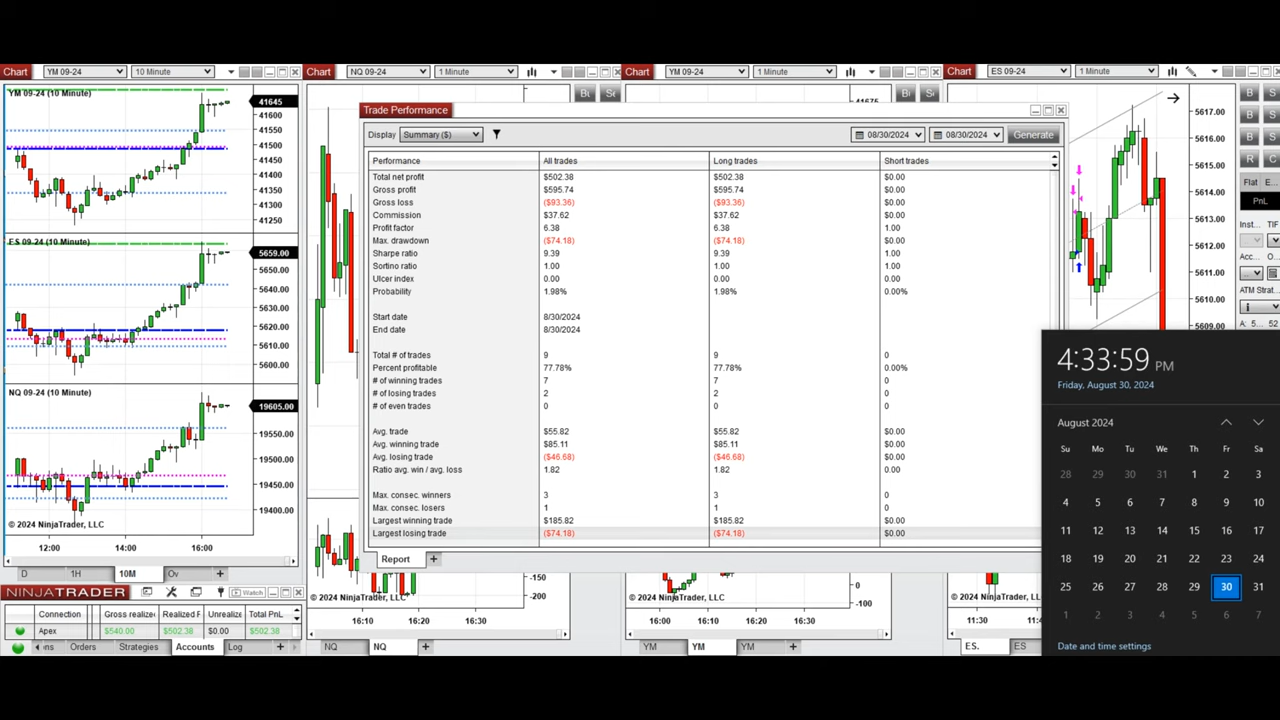 Chart YM 09-24 10 Minute
Chart NQ 09-24 1 Minute
Chart YM 09-24 1 Minute
Chart ES 09-24 1 Minute
YM 09-24 (10 Minute)
41645
41600
41550
41500
41450
41400
41350
41300
41250
ES 09-24 (10 Minute)
5659.00
5650.00
5640.00
5630.00
5620.00
5610.00
5600.00
NQ 09-24 (10 Minute)
19605.00
19550.00
19500.00
19450.00
19400.00
© 2024 NinjaTrader, LLC
12:00 14:00 16:00
D 1H 10M Ov +
NINJATRADER Watch
Connection Gross realize Realized F Unrealize Total PnL
Apex $540.00 $502.38 $0.00 $502.38
ns Orders Strategies Accounts Log +
41675
Trade Performance
Display Summary ($) 08/30/2024 08/30/2024 Generate
Performance All trades Long trades Short trades
Total net profit $502.38 $502.38 $0.00
Gross profit $595.74 $595.74 $0.00
Gross loss ($93.36) ($93.36) $0.00
Commission $37.62 $37.62 $0.00
Profit factor 6.38 6.38 1.00
Max. drawdown ($74.18) ($74.18) $0.00
Sharpe ratio 9.39 9.39 1.00
Sortino ratio 1.00 1.00 1.00
Ulcer index 0.00 0.00 0.00
Probability 1.98% 1.98% 0.00%
Start date 8/30/2024
End date 8/30/2024
Total # of trades 9 9 0
Percent profitable 77.78% 77.78% 0.00%
# of winning trades 7 7 0
# of losing trades 2 2 0
# of even trades 0 0 0
Avg. trade $55.82 $55.82 $0.00
Avg. winning trade $85.11 $85.11 $0.00
Avg. losing trade ($46.68) ($46.68) $0.00
Ratio avg. win / avg. loss 1.82 1.82 0.00
Max. consec. winners 3 3 0
Max. consec. losers 1 1 0
Largest winning trade $185.82 $185.82 $0.00
Largest losing trade ($74.18) ($74.18) $0.00
Report +
-150
-200
© 2024 NinjaTrader, LLC
16:10 16:20 16:30
NQ NQ +
0
-100
© 2024 NinjaTrader, LLC
16:00 16:10 16:20 16:30
YM YM YM +
5617.00
5616.00
5615.00
5614.00
5613.00
5612.00
5611.00
5610.00
5609.00
B S
B S
B S
R C
Flat E...
PnL
Inst... TIF
Acc... O...
ATM Strat
A: 5...
© 2024 NinjaTrader, LLC
11:30
ES. ES
4:33:59 PM
Friday, August 30, 2024
August 2024
Su Mo Tu We Th Fr Sa
28 29 30 31 1 2 3
4 5 6 7 8 9 10
11 12 13 14 15 16 17
18 19 20 21 22 23 24
25 26 27 28 29 30 31
1 2 3 4 5 6 7
Date and time settings